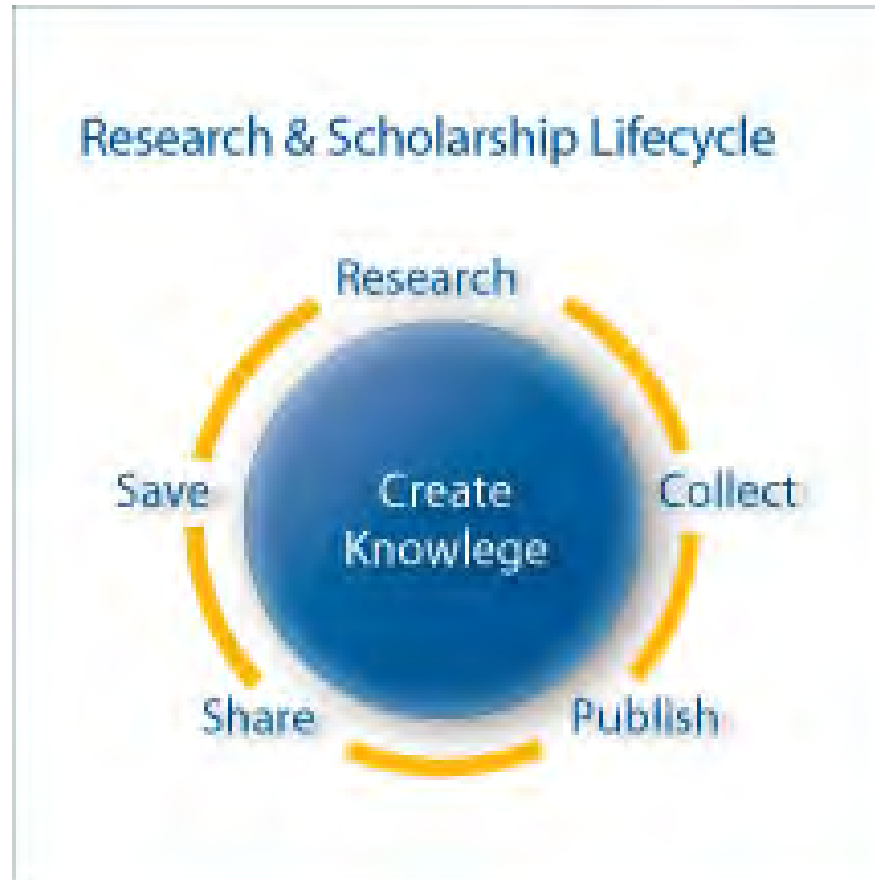 Research & Scholarship Lifecycle
Research
Save
Create
Collect
Knowlege
Share
Publish